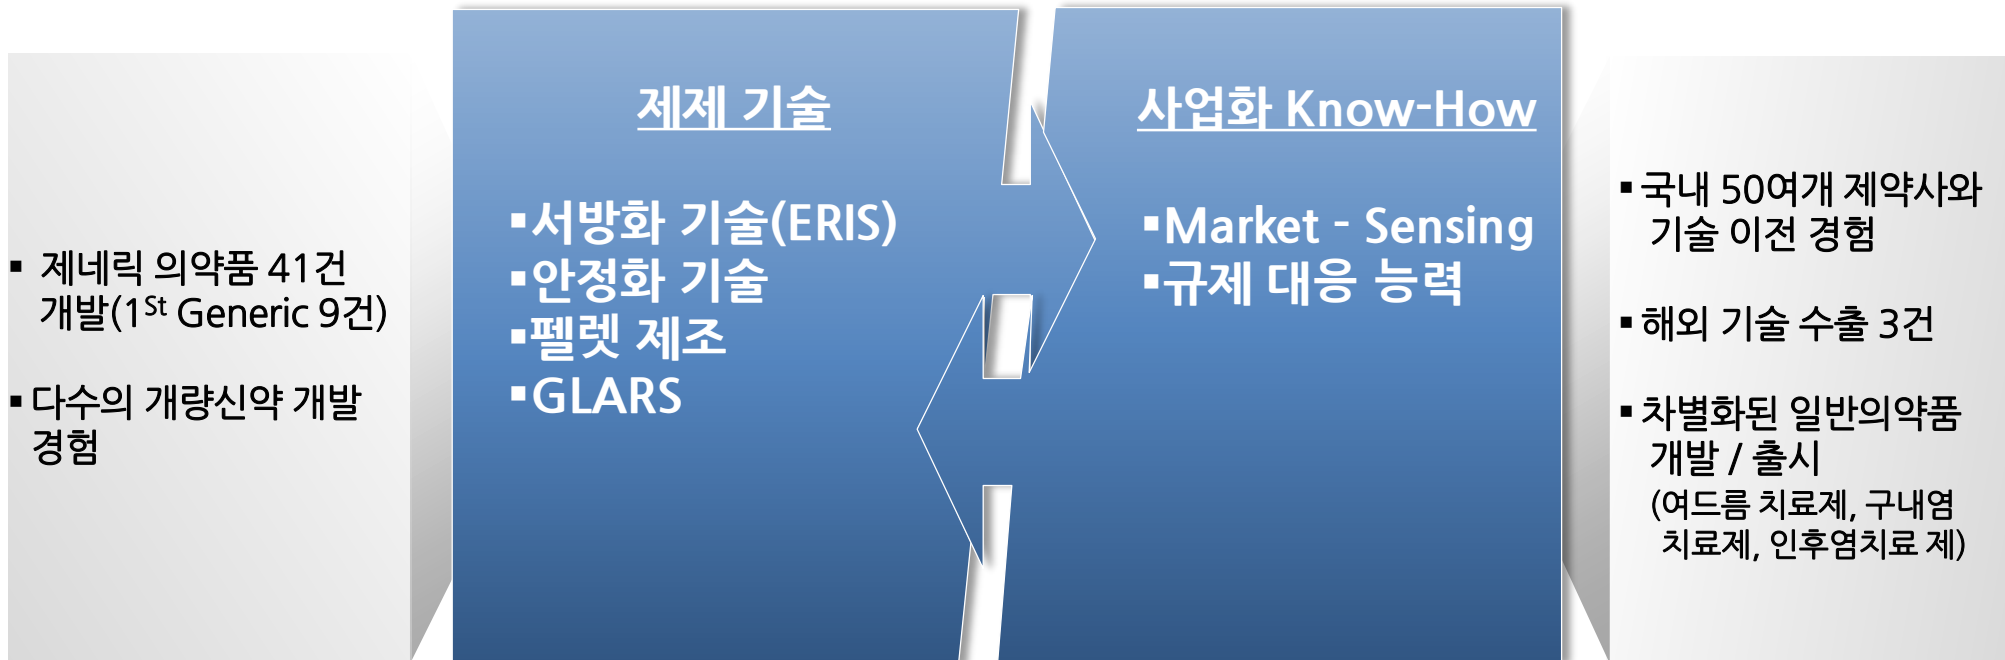 ▪ 제네릭 의약품 41건
개발(1St Generic 9건)
▪ 다수의 개량신약 개발
경험
제제 기술
▪서방화 기술(ERIS)
▪안정화 기술
▪펠렛 제조
▪GLARS
사업화 Know-How
▪Market - Sensing
▪규제 대응 능력
▪ 국내 50여개 제약사와
기술 이전 경험
▪ 해외 기술 수출 3건
▪ 차별화된 일반의약품
개발 / 출시
(여드름 치료제, 구내염
치료제, 인후염치료 제)